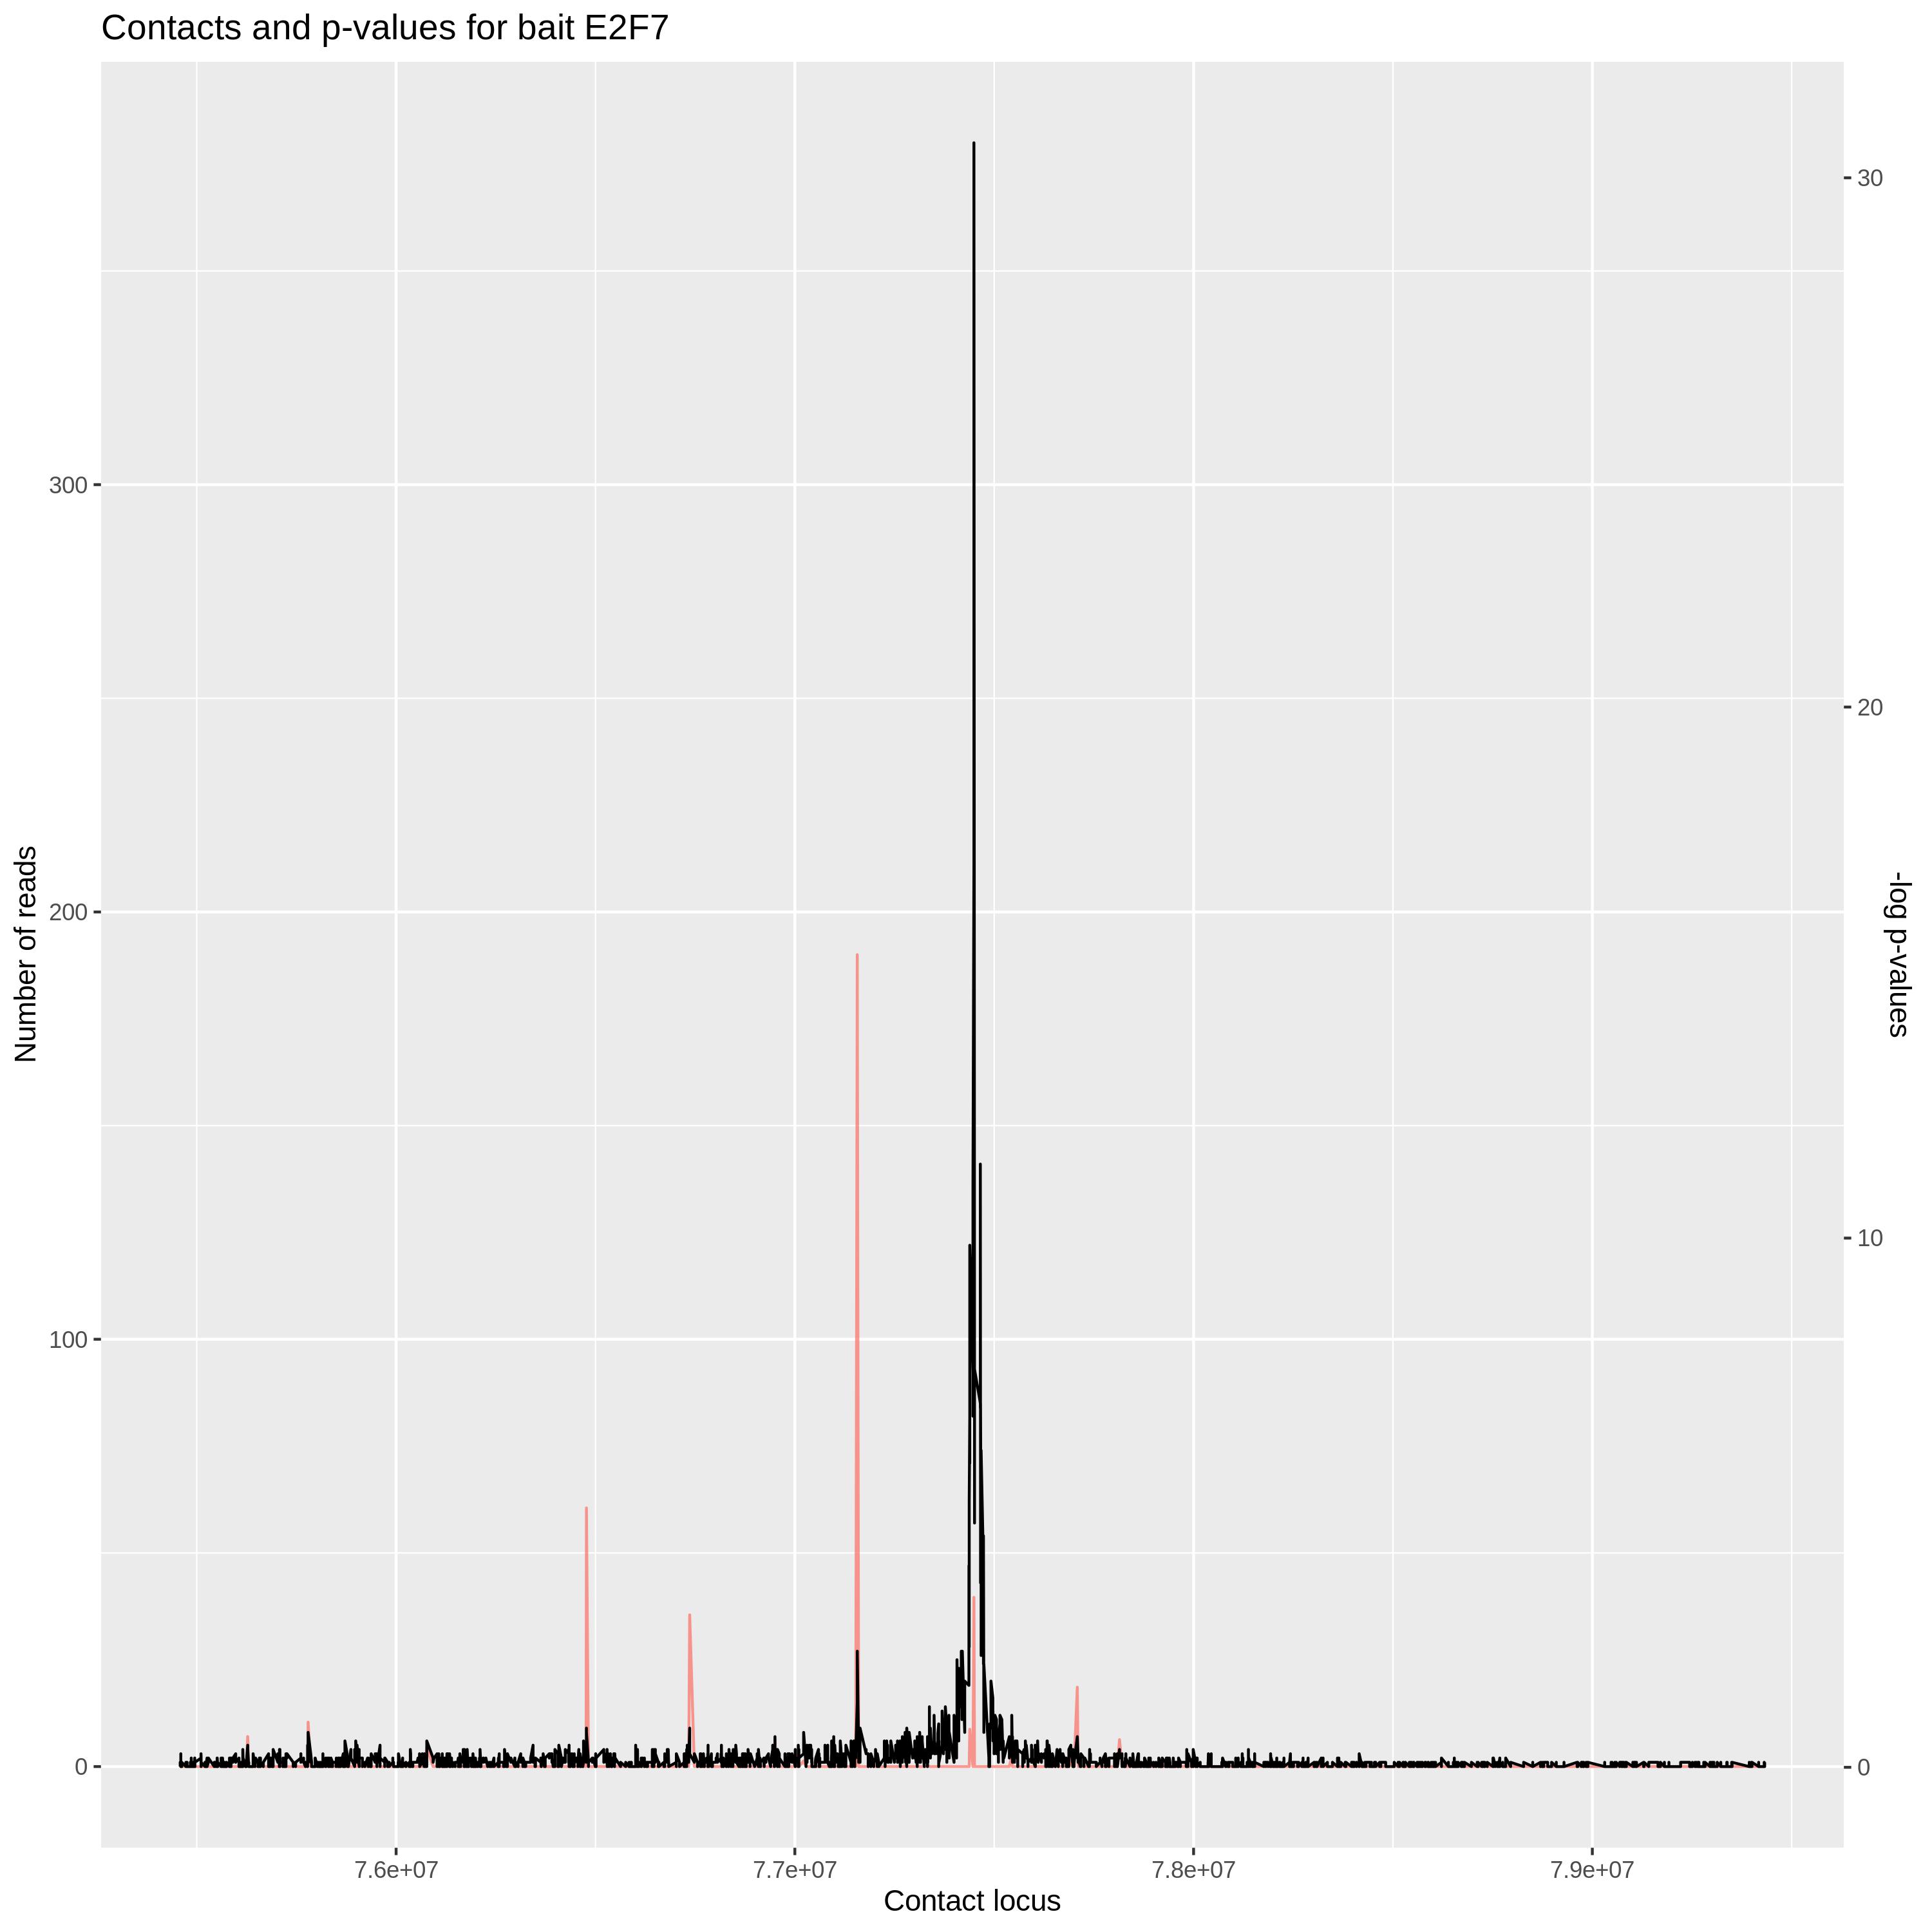 Contacts and p-values for bait E2F7
Number of reads
300
200
100
0
30
20
10
0
-log p-values
7.6e+07
7.7e+07
7.8e+07
7.9e+07
Contact locus